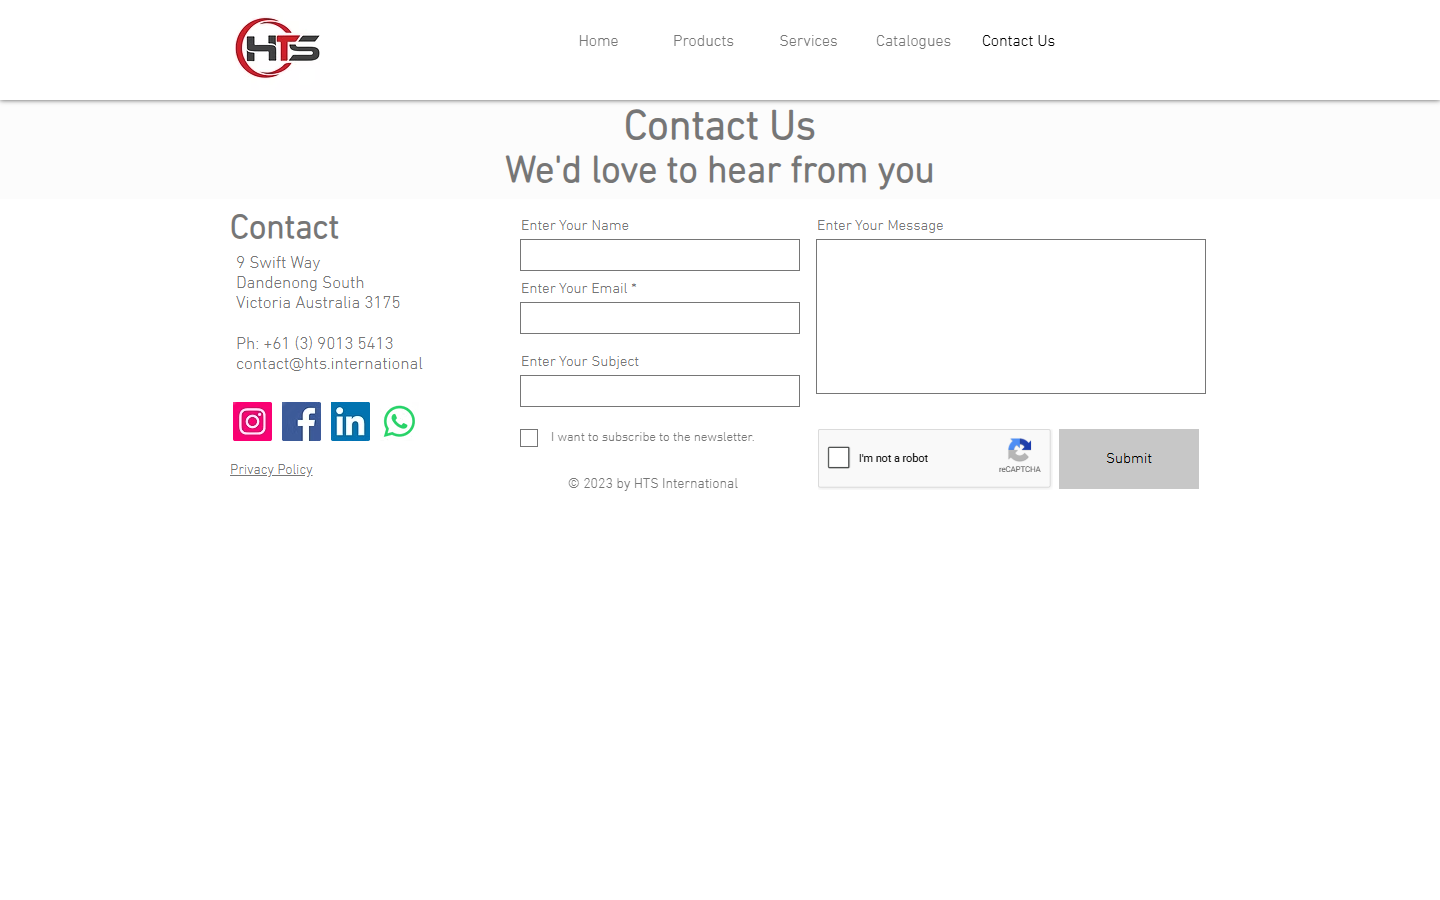 HTS
Home
Products
Services
Catalogues
Contact Us
Contact Us
We'd love to hear from you
Contact
9 Swift Way
Dandenong South
Victoria Australia 3175
Ph: +61 (3) 9013 5413
contact@hts.international
Privacy Policy
Enter Your Name
Enter Your Email *
Enter Your Subject
I want to subscribe to the newsletter.
© 2023 by HTS International
Enter Your Message
I'm not a robot
reCAPTCHA
Submit